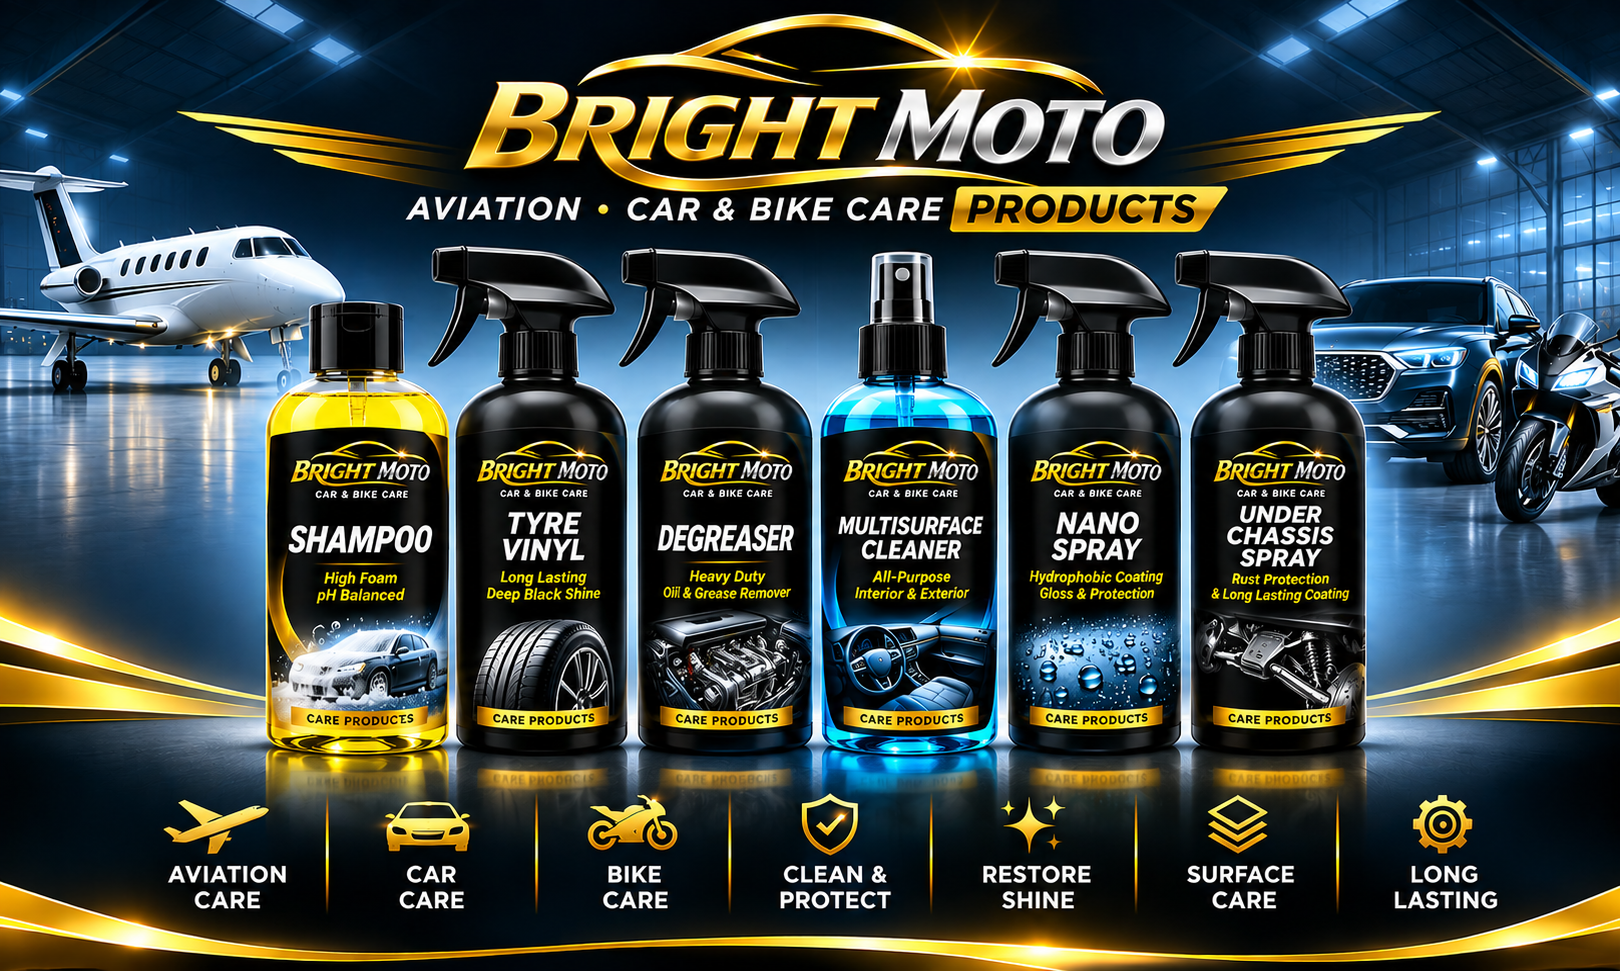 BRIGHT MOTO
AVIATION • CAR & BIKE CARE PRODUCTS
BRIGHT MOTO
CAR & BIKE CARE
SHAMPOO
High Foam
pH Balanced
CARE PRODUCTS
BRIGHT MOTO
CAR & BIKE CARE
TYRE
VINYL
Long Lasting
Deep Black Shine
CARE PRODUCTS
BRIGHT MOTO
CAR & BIKE CARE
DEGREASER
Heavy Duty
Oil & Grease Remover
CARE PRODUCTS
BRIGHT MOTO
CAR & BIKE CARE
MULTISURFACE
CLEANER
All-Purpose
Interior & Exterior
CARE PRODUCTS
BRIGHT MOTO
CAR & BIKE CARE
NANO
SPRAY
Hydrophobic Coating
Gloss & Protection
CARE PRODUCTS
BRIGHT MOTO
CAR & BIKE CARE
UNDER
CHASSIS
SPRAY
Rust Protection
& Long Lasting Coating
CARE PRODUCTS
AVIATION
CARE
CAR
CARE
BIKE
CARE
CLEAN &
PROTECT
RESTORE
SHINE
SURFACE
CARE
LONG
LASTING